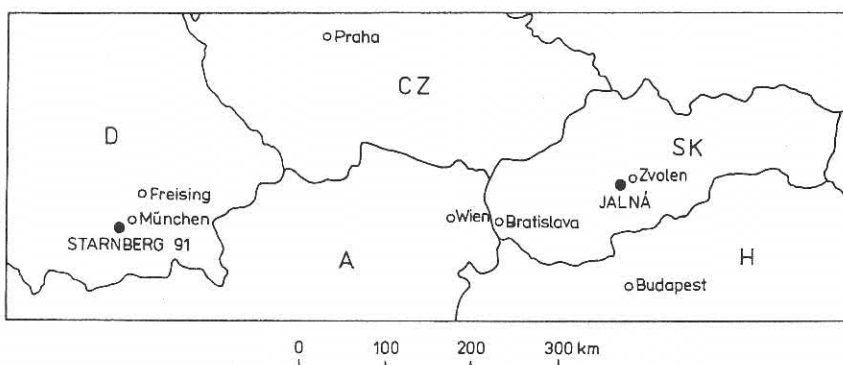 Praha
CZ
D
SK
Zvolen
JALNÁ
Freising
München
STARNBERG 91
Wien
Bratislava
A
H
Budapest
0 100 200 300 km